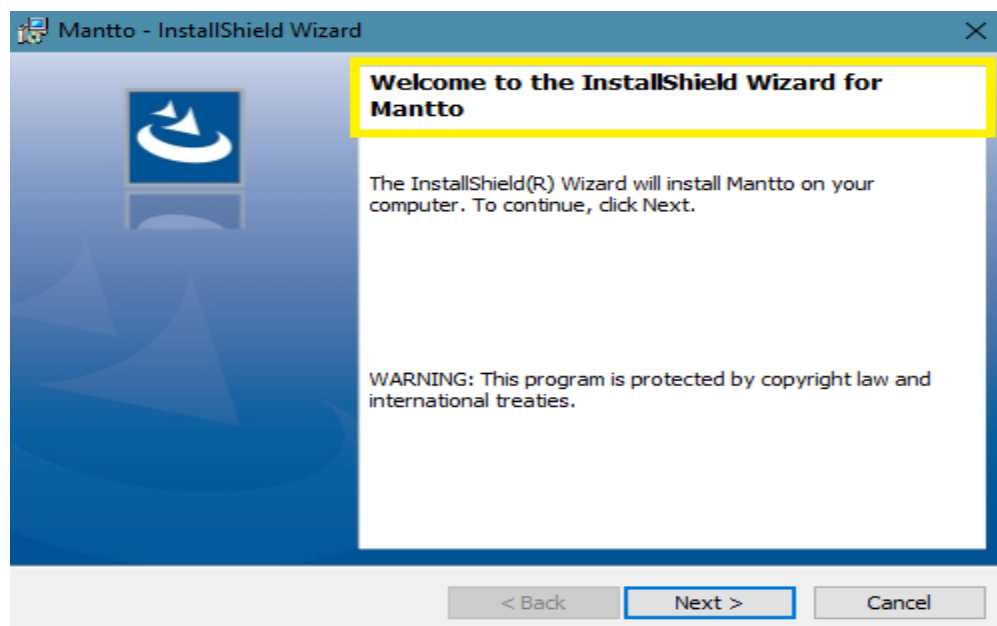 Mantto - InstallShield Wizard
Welcome to the InstallShield Wizard for
Mantto
The InstallShield(R) Wizard will install Mantto on your
computer. To continue, click Next.
WARNING: This program is protected by copyright law and
international treaties.
< Back
Next >
Cancel